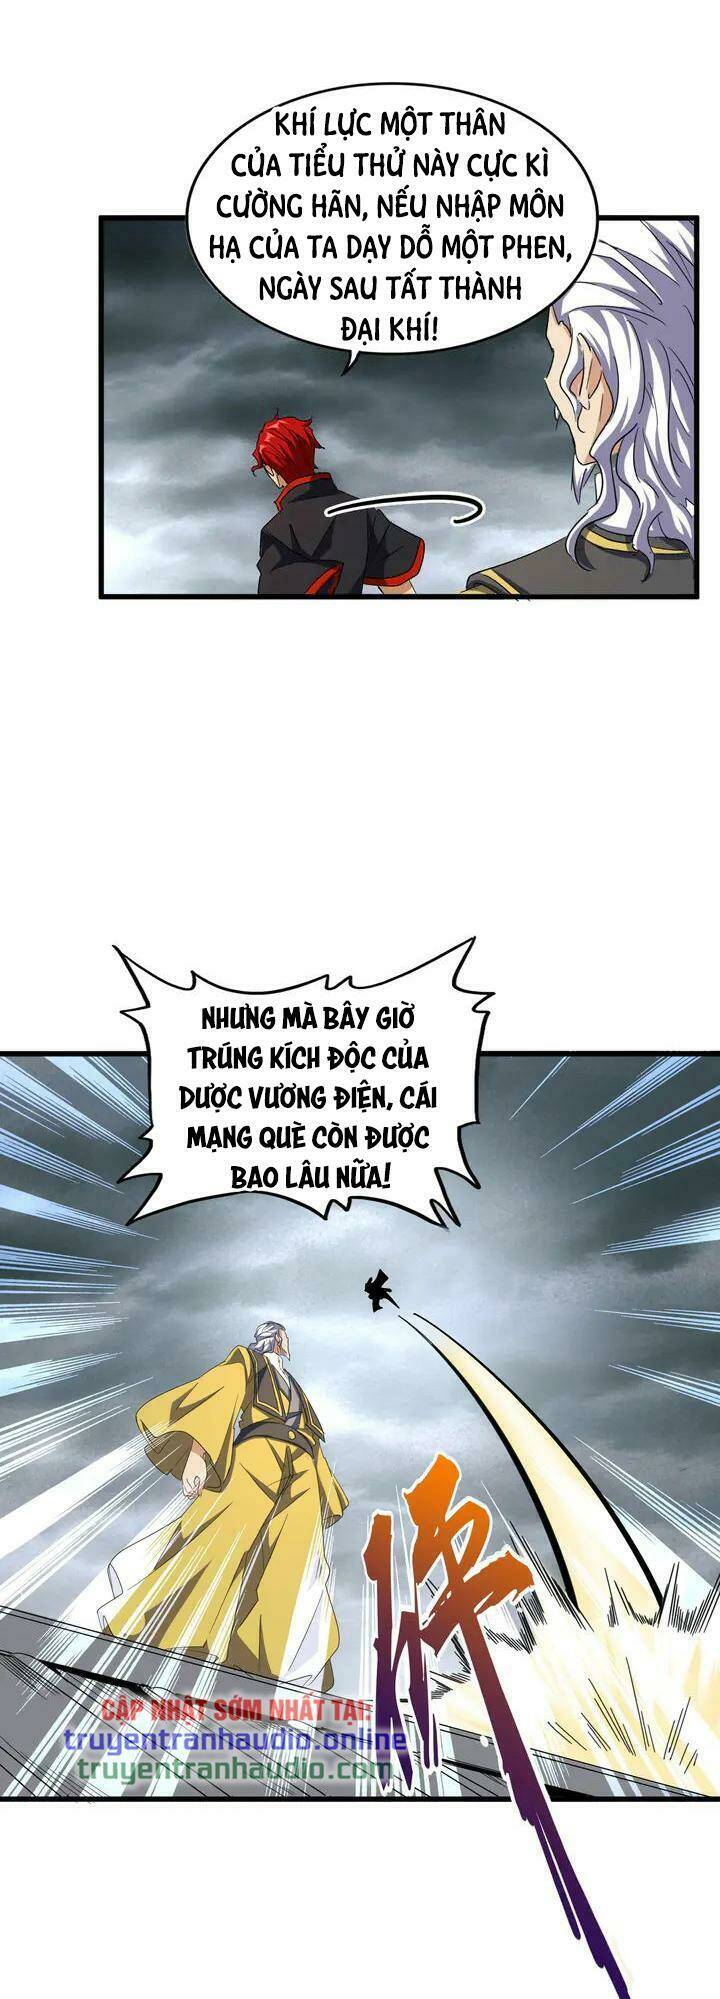 KHÍ LỰC MỘT THÂN
CỦA TIỂU THỬ NÀY CỰC KÌ
CƯỜNG HÃN, NẾU NHẬP MÔN
HẠ CỦA TA DẠY DỖ MỘT PHEN,
NGÀY SAU TẤT THÀNH
ĐẠI KHÍ!
NHƯNG MÀ BÂY GIỜ
TRÚNG KÍCH ĐỘC CỦA
DƯỢC VƯƠNG ĐIỆN, CÁI
MẠNG QUÈ CÒN ĐƯỢC
BAO LÂU NỮA!
CẬP NHẬT SỚM NHẤT TẠI:
truyentranhaudio.online
truyentranhaudio.com